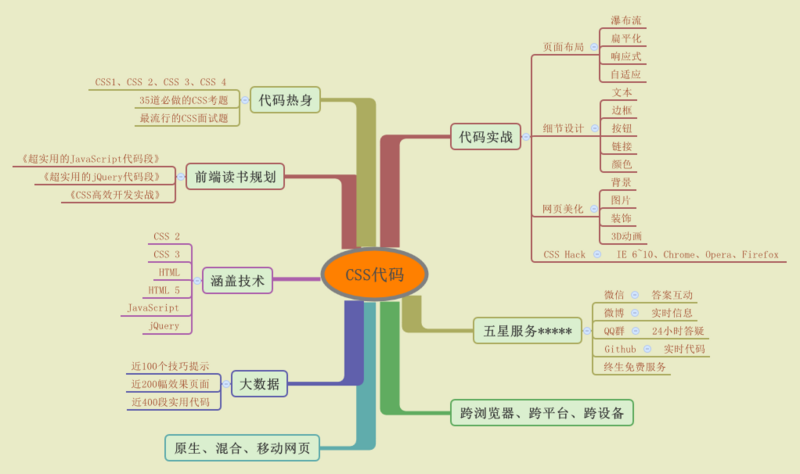 CSS代码
代码热身
CSS1、CSS 2、CSS 3、CSS 4
35道必做的CSS考题
最流行的CSS面试题
前端读书规划
《超实用的JavaScript代码段》
《超实用的jQuery代码段》
《CSS高效开发实战》
涵盖技术
CSS 2
CSS 3
HTML
HTML 5
JavaScript
jQuery
大数据
近100个技巧提示
近200幅效果页面
近400段实用代码
原生、混合、移动网页
代码实战
页面布局
瀑布流
扁平化
响应式
自适应
细节设计
文本
边框
按钮
链接
颜色
网页美化
背景
图片
装饰
3D动画
CSS Hack
IE 6~10、Chrome、Opera、Firefox
五星服务*****
微信 答案互动
微博 实时信息
QQ群 24小时答疑
Github 实时代码
终生免费服务
跨浏览器、跨平台、跨设备